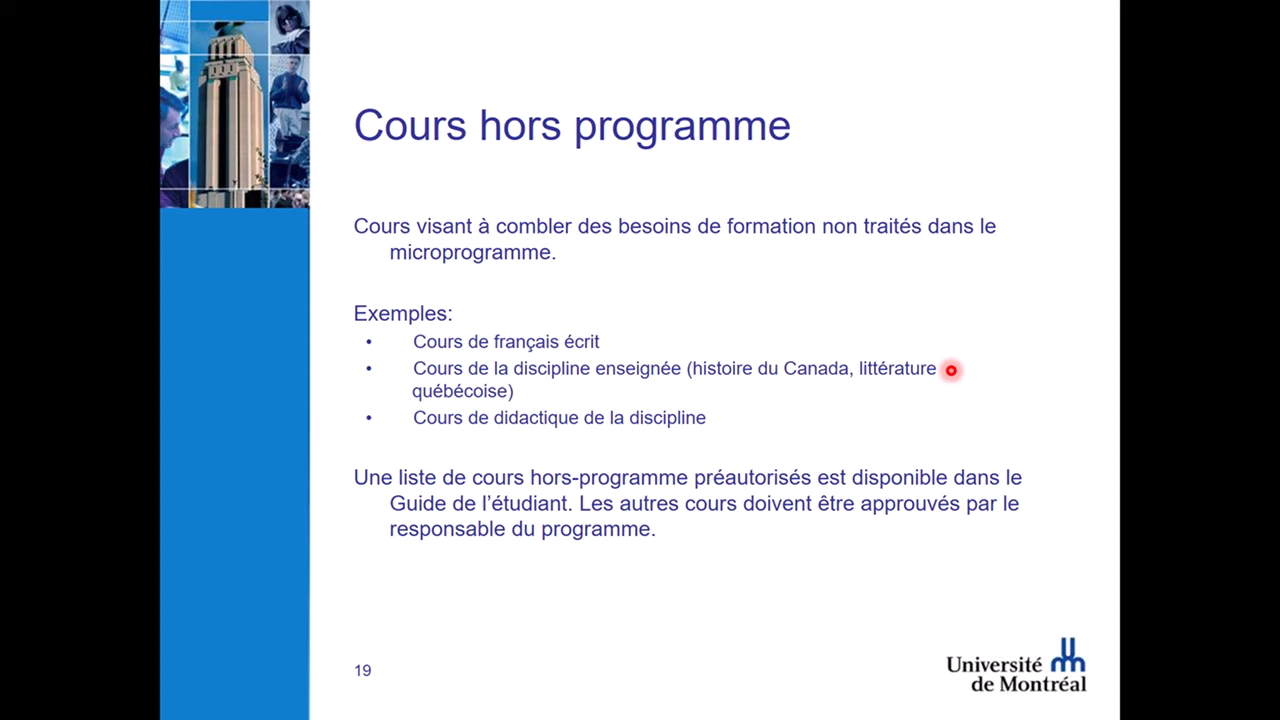 Cours hors programme
Cours visant à combler des besoins de formation non traités dans le
microprogramme.
Exemples:
• Cours de français écrit
• Cours de la discipline enseignée (histoire du Canada, littérature
québécoise)
• Cours de didactique de la discipline
Une liste de cours hors-programme préautorisés est disponible dans le
Guide de l’étudiant. Les autres cours doivent être approuvés par le
responsable du programme.
19
Université
de Montréal